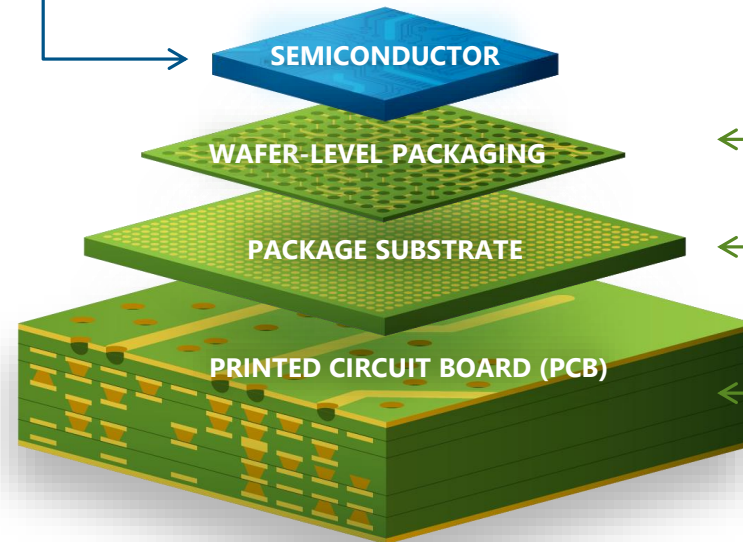 SEMICONDUCTOR
WAFER-LEVEL PACKAGING
PACKAGE SUBSTRATE
PRINTED CIRCUIT BOARD (PCB)